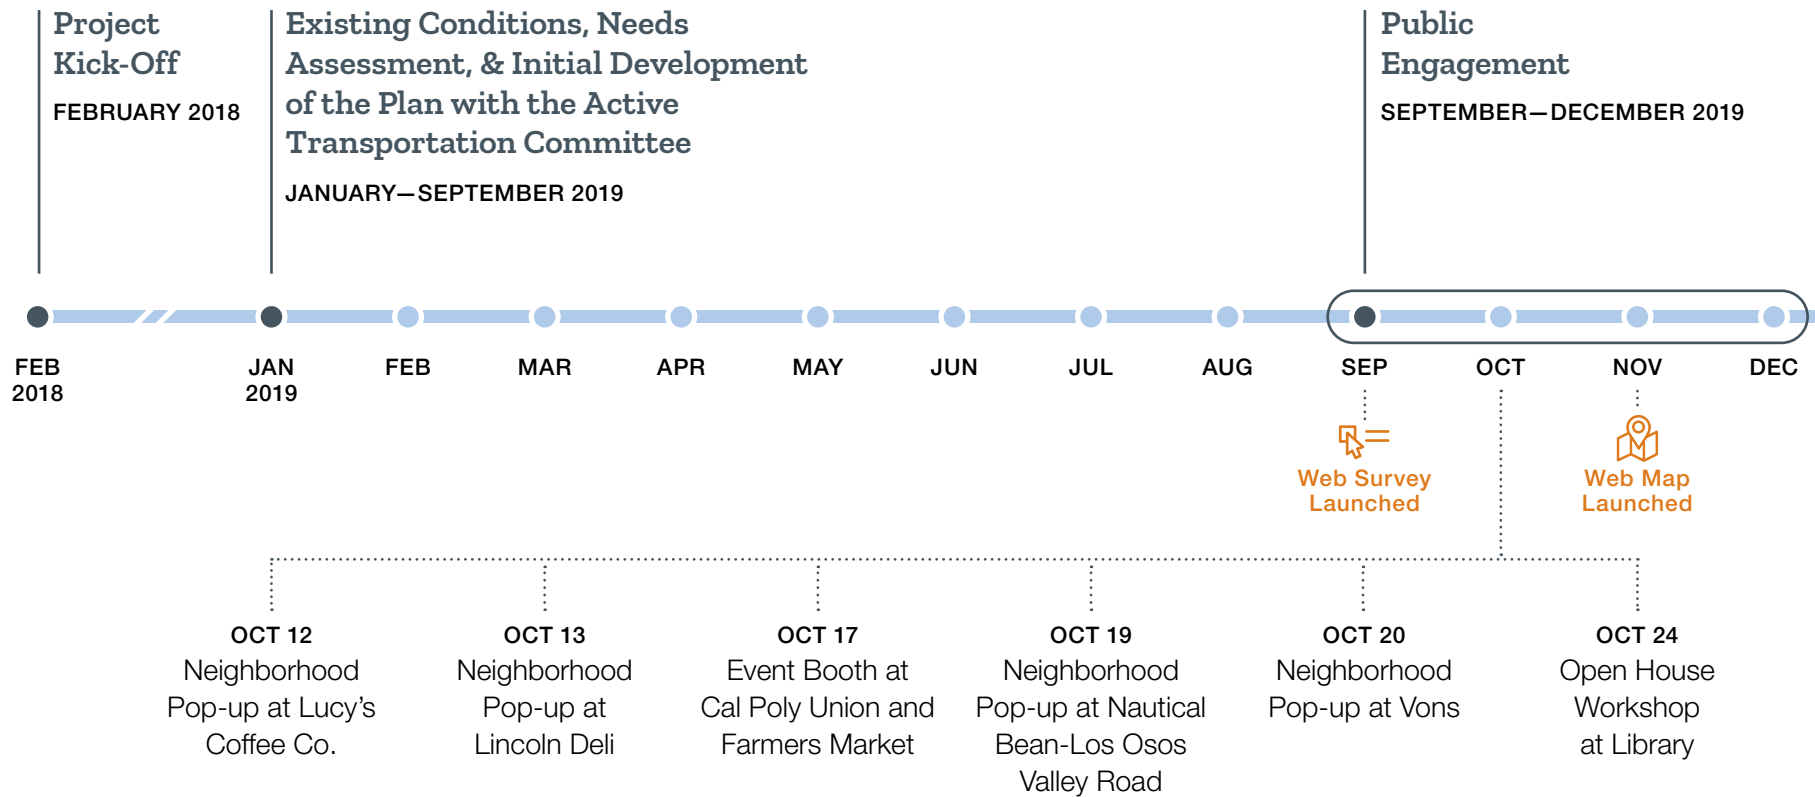 Project
Kick-Off
FEBRUARY 2018
Existing Conditions, Needs
Assessment, & Initial Development
of the Plan with the Active
Transportation Committee
JANUARY—SEPTEMBER 2019
Public
Engagement
SEPTEMBER—DECEMBER 2019
FEB
2018
JAN
2019
FEB
MAR
APR
MAY
JUN
JUL
AUG
SEP
OCT
NOV
DEC
Web Survey
Launched
Web Map
Launched
OCT 12
Neighborhood
Pop-up at Lucy’s
Coffee Co.
OCT 13
Neighborhood
Pop-up at
Lincoln Deli
OCT 17
Event Booth at
Cal Poly Union and
Farmers Market
OCT 19
Neighborhood
Pop-up at Nautical
Bean-Los Osos
Valley Road
OCT 20
Neighborhood
Pop-up at Vons
OCT 24
Open House
Workshop
at Library